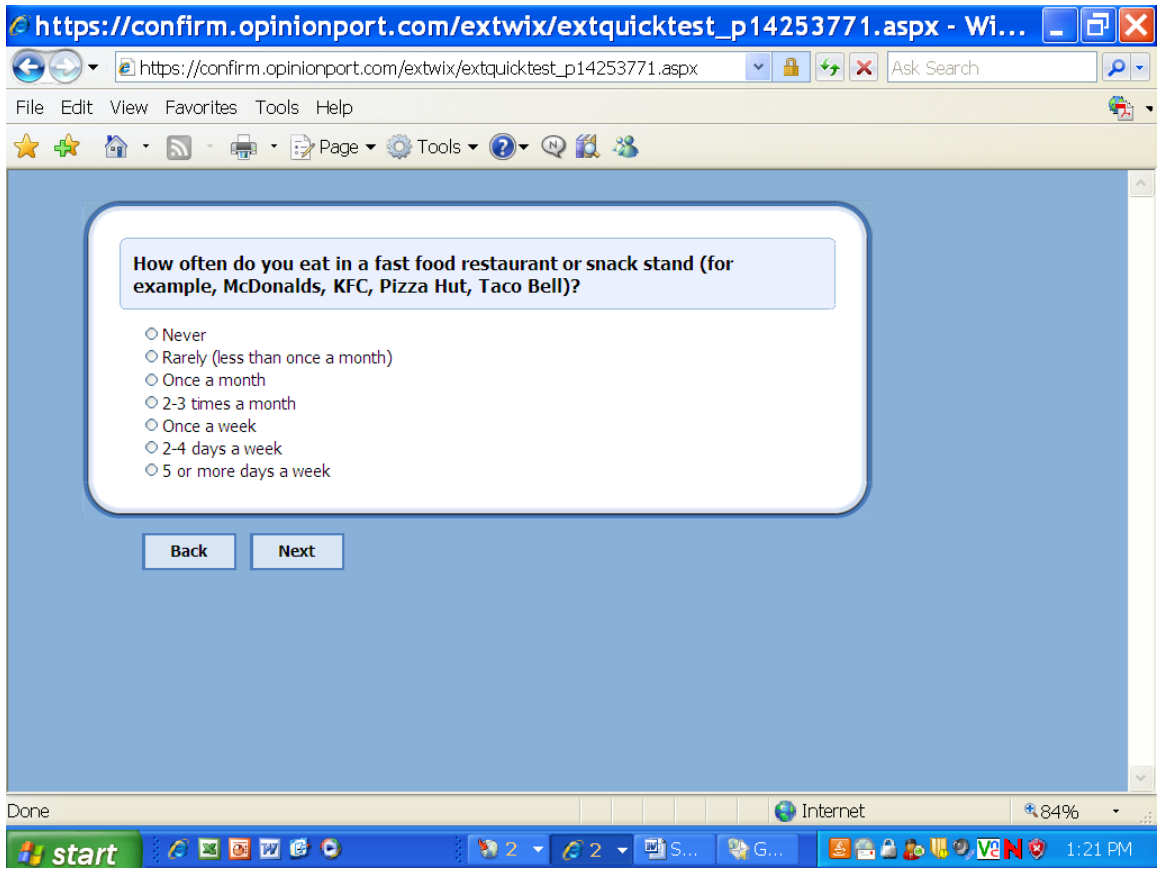 https://confirm.opinionport.com/extwix/extquicktest_p14253771.aspx - Wi...
https://confirm.opinionport.com/extwix/extquicktest_p14253771.aspx
Ask Search
File Edit View Favorites Tools Help
Page Tools
How often do you eat in a fast food restaurant or snack stand (for
example, McDonalds, KFC, Pizza Hut, Taco Bell)?
Never
Rarely (less than once a month)
Once a month
2-3 times a month
Once a week
2-4 days a week
5 or more days a week
Back Next
Done Internet 84%
start 2 2 S... G... 1:21 PM